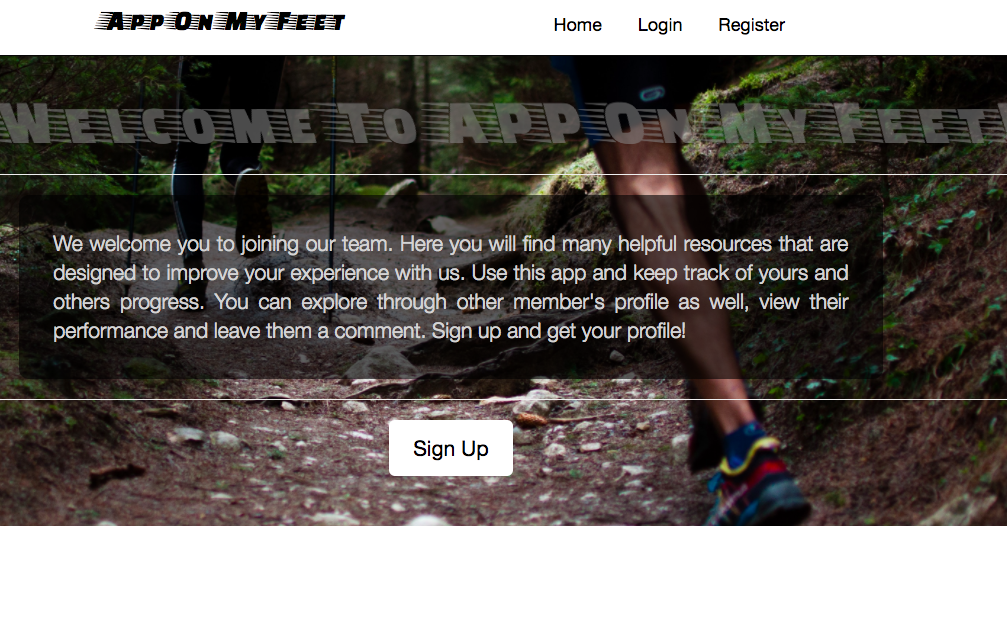 App On My Feet
Home Login Register
Welcome To App On My Feet
We welcome you to joining our team. Here you will find many helpful resources that are
designed to improve your experience with us. Use this app and keep track of yours and
others progress. You can explore through other member's profile as well, view their
performance and leave them a comment. Sign up and get your profile!
Sign Up